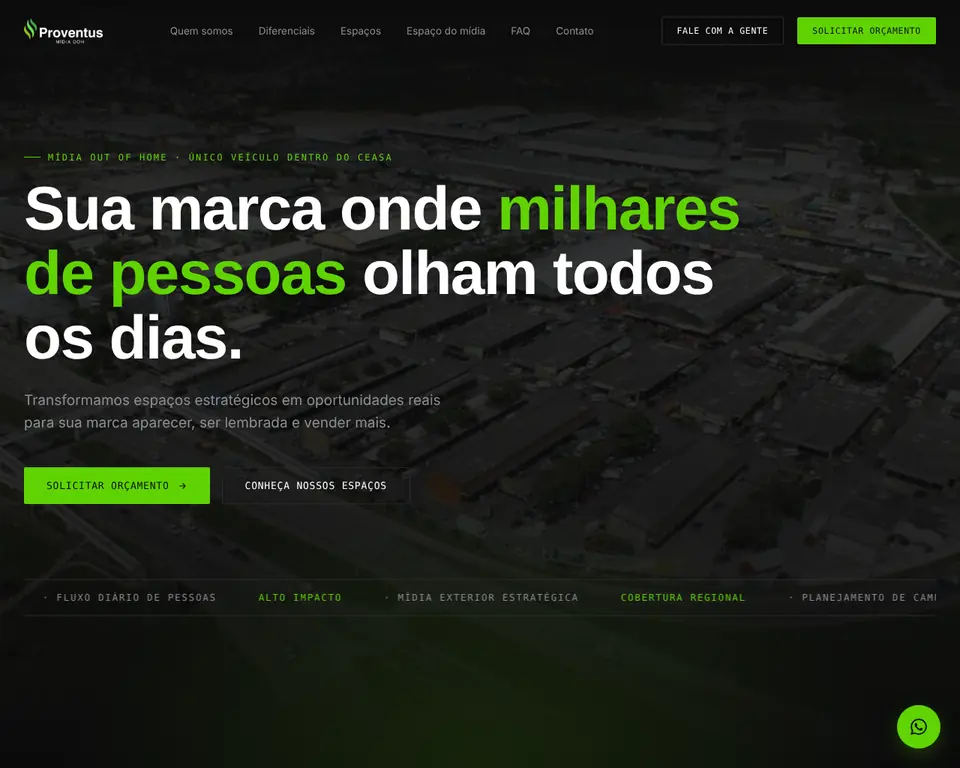 Proventus
MÍDIA OOH
Quem somos
Diferenciais
Espaços
Espaço do mídia
FAQ
Contato
FALE COM A GENTE
SOLICITAR ORÇAMENTO
MÍDIA OUT OF HOME · ÚNICO VEÍCULO DENTRO DO CEASA
Sua marca onde milhares
de pessoas olham todos
os dias.
Transformamos espaços estratégicos em oportunidades reais
para sua marca aparecer, ser lembrada e vender mais.
SOLICITAR ORÇAMENTO →
CONHEÇA NOSSOS ESPAÇOS
· FLUXO DIÁRIO DE PESSOAS ALTO IMPACTO · MÍDIA EXTERIOR ESTRATÉGICA COBERTURA REGIONAL · PLANEJAMENTO DE CAM